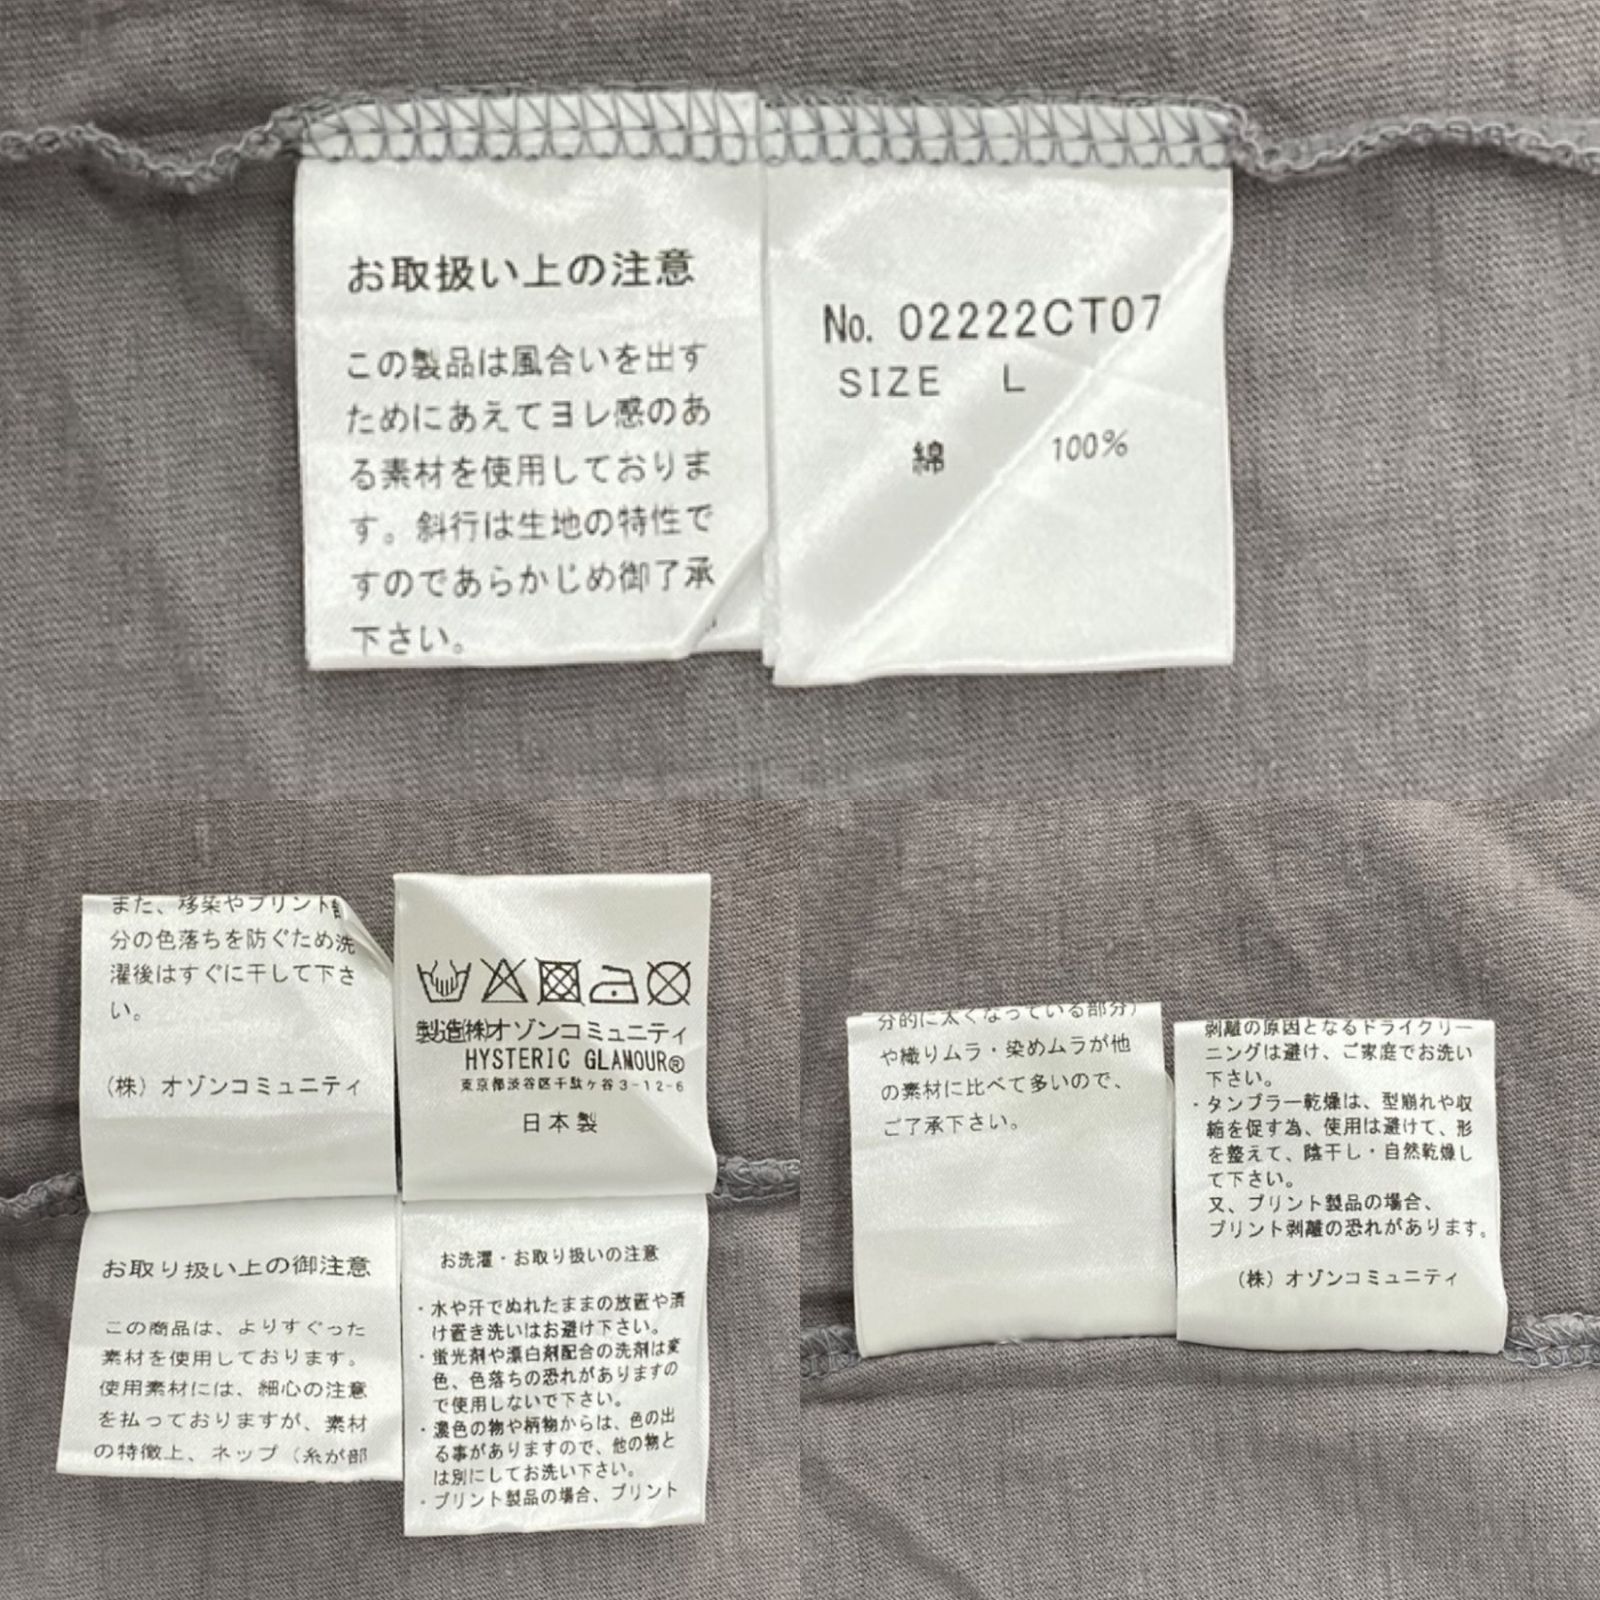 お取扱い上の注意
この製品は風合いを出す
ためにあえてヨレ感のあ
る素材を使用しておりま
す。斜行は生地の特性で
すのであらかじめ御了承
下さい。
No. 02222CT07
SIZE L
綿 100%
また、移染やプリント部
分の色落ちを防ぐため洗
濯後はすぐに干して下さ
い。
(株) オゾンコミュニティ
製造(株)オゾンコミュニティ
HYSTERIC GLAMOUR®
東京都渋谷区千駄ヶ谷3-12-6
日本製
お取り扱い上の御注意
この商品は、よりすぐった
素材を使用しております。
使用素材には、細心の注意
を払っておりますが、素材
の特徴上、ネップ（糸が部
お洗濯・お取り扱いの注意
・水や汗でぬれたままの放置や漬
け置き洗いはお避け下さい。
・蛍光剤や漂白剤配合の洗剤は変
色、色落ちの恐れがありますの
で使用しないで下さい。
・濃色の物や柄物からは、色の出
る事がありますので、他の物と
は別にしてお洗い下さい。
・プリント製品の場合、プリント
分的に太くなっている部分）
や織りムラ・染めムラが他
の素材に比べて多いので、
ご了承下さい。
剥離の原因となるドライクリー
ニングは避け、ご家庭でお洗い
下さい。
・タンブラー乾燥は、型崩れや収
縮を促す為、使用は避けて、形
を整えて、陰干し・自然乾燥し
て下さい。
又、プリント製品の場合、
プリント剥離の恐れがあります。
(株) オゾンコミュニティ